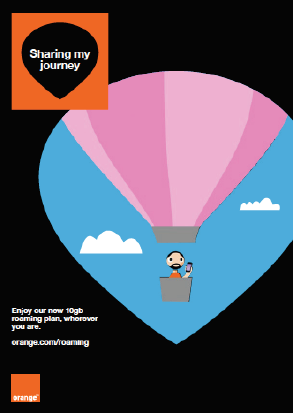 Sharing my
journey
Enjoy our new 10gb
roaming plan, wherever
you are.
orange.com/roaming
orange